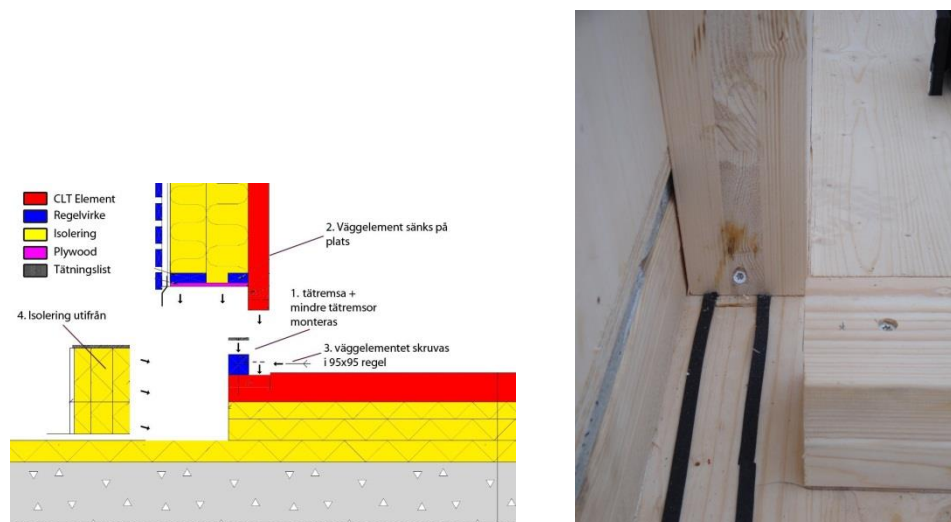 CLT Element
Regelvirke
Isolering
Plywood
Tätningslist
2. Väggelement sänks på
plats
1. tätremsa +
mindre tätremsor
monteras
4. Isolering utifrån
3. väggelementet skruvas
i 95x95 regel